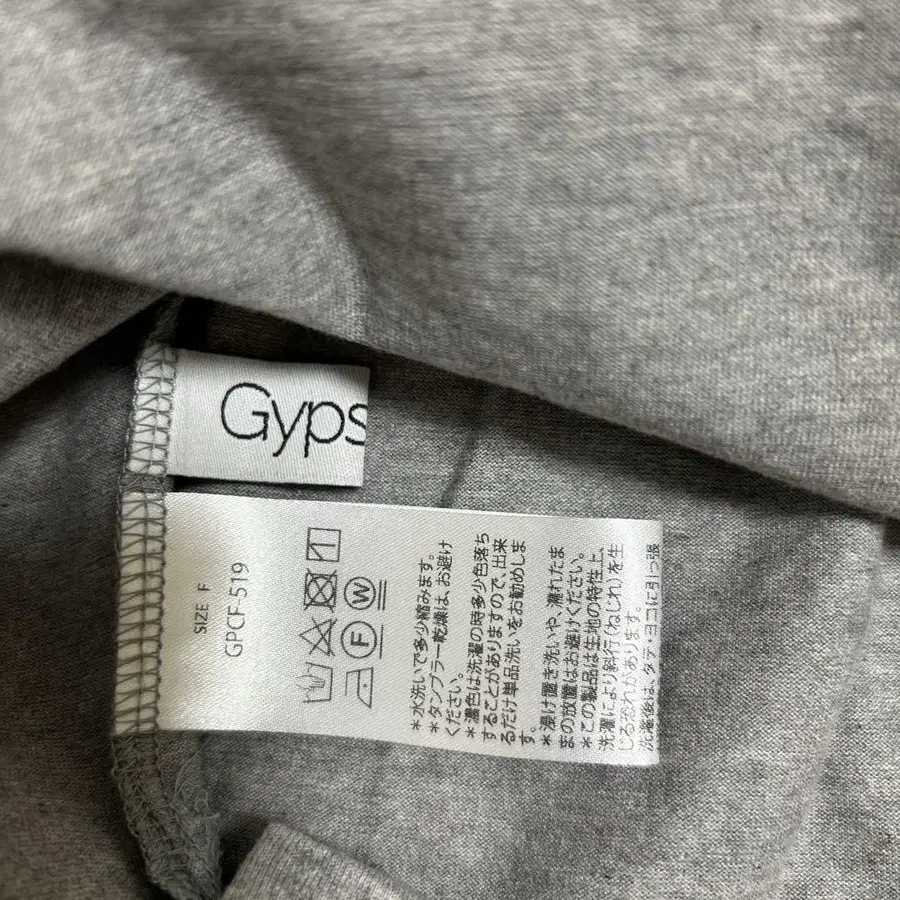 Gyps
SIZE F
GPCF-519
W
F
*水洗いで多少縮みます。
*タンブラー乾燥は、お避け
ください。
*濃色は洗濯の時多少色落ち
することがありますので、出来
るだけ単品洗いをお勧めしま
す。
*浸け置き洗いや、濡れたま
まの放置はお避けください。
*この製品は生地の特性上、
洗濯により斜行(ねじれ)を生
じる恐れがあります。
洗濯後は、タテ・ヨコに引っ張